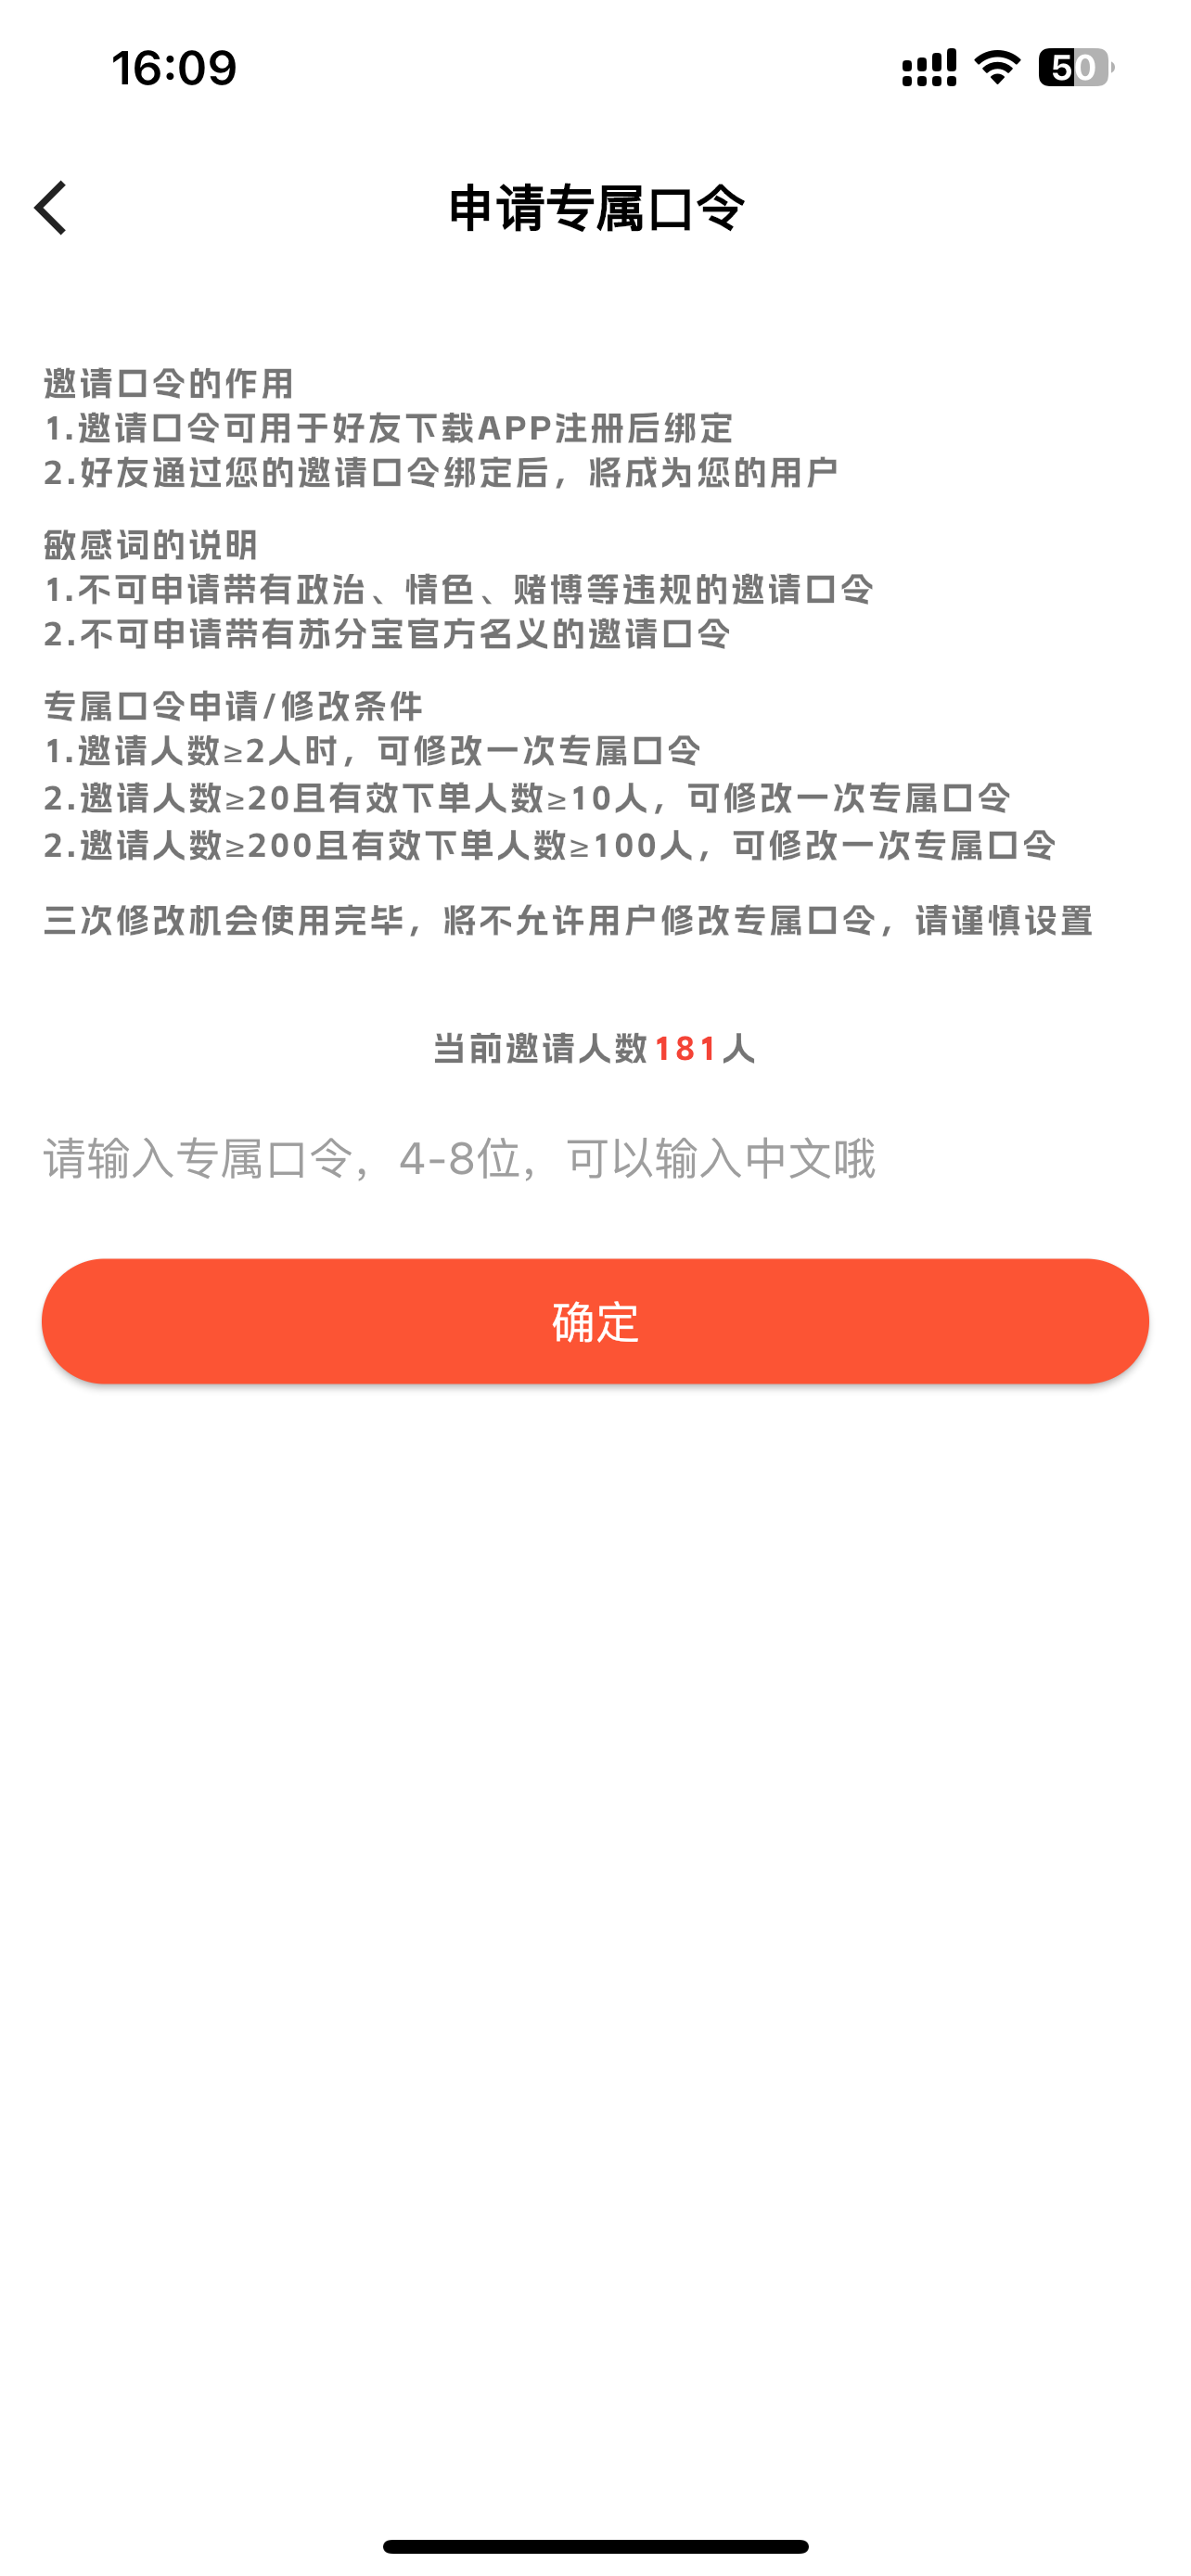 16:09
50
申请专属口令
邀请口令的作用
1.邀请口令可用于好友下载APP注册后绑定
2.好友通过您的邀请口令绑定后，将成为您的用户
敏感词的说明
1.不可申请带有政治、情色、赌博等违规的邀请口令
2.不可申请带有苏分宝官方名义的邀请口令
专属口令申请/修改条件
1.邀请人数≥2人时，可修改一次专属口令
2.邀请人数≥20且有效下单人数≥10人，可修改一次专属口令
2.邀请人数≥200且有效下单人数≥100人，可修改一次专属口令
三次修改机会使用完毕，将不允许用户修改专属口令，请谨慎设置
当前邀请人数181人
请输入专属口令，4-8位，可以输入中文哦
确定